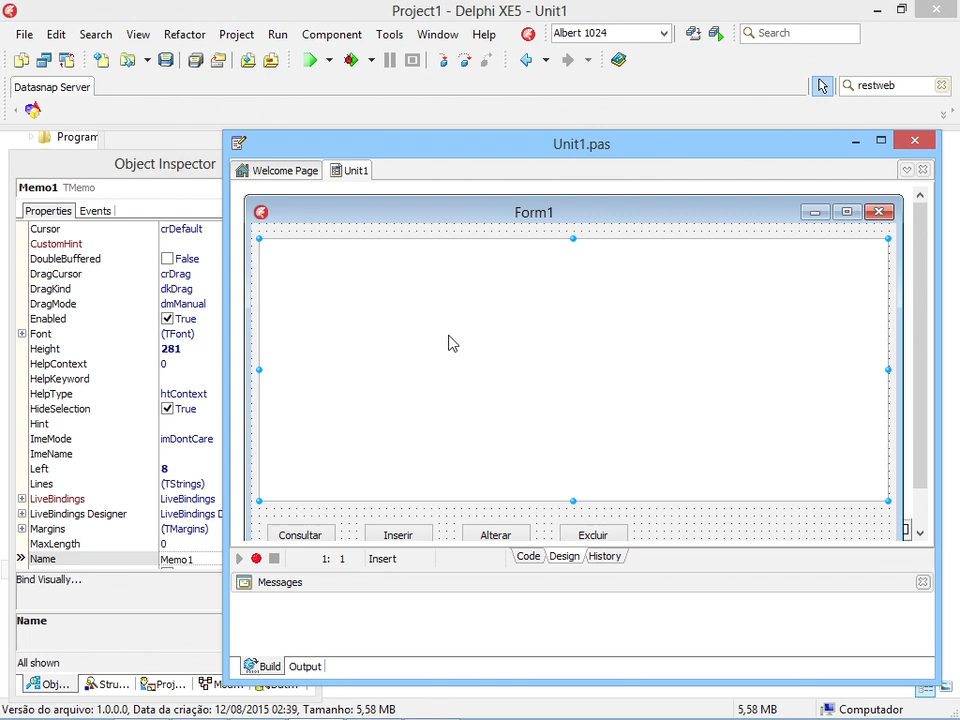 Project1 - Delphi XE5 - Unit1
File Edit Search View Refactor Project Run Component Tools Window Help
Albert 1024
Search
Datasnap Server
restweb
Program
Unit1.pas
Object Inspector
Welcome Page
Unit1
Memo1 TMemo
Properties Events
Form1
Cursor crDefault
CustomHint
DoubleBuffered False
DragCursor crDrag
DragKind dkDrag
DragMode dmManual
Enabled True
Font (TFont)
Height 281
HelpContext 0
HelpKeyword
HelpType htContext
HideSelection True
Hint
ImeMode imDontCare
ImeName
Left 8
Lines (TStrings)
LiveBindings LiveBindings
LiveBindings Designer LiveBindings D
Margins (TMargins)
MaxLength 0
Name Memo1
Consultar Inserir Alterar Excluir
1: 1 Insert
Code Design History
Bind Visually...
Messages
Name
All shown
Build Output
Obj... Stru... Proj...
Versão do arquivo: 1.0.0.0, Data da criação: 12/08/2015 02:39, Tamanho: 5,58 MB
5,58 MB
Computador